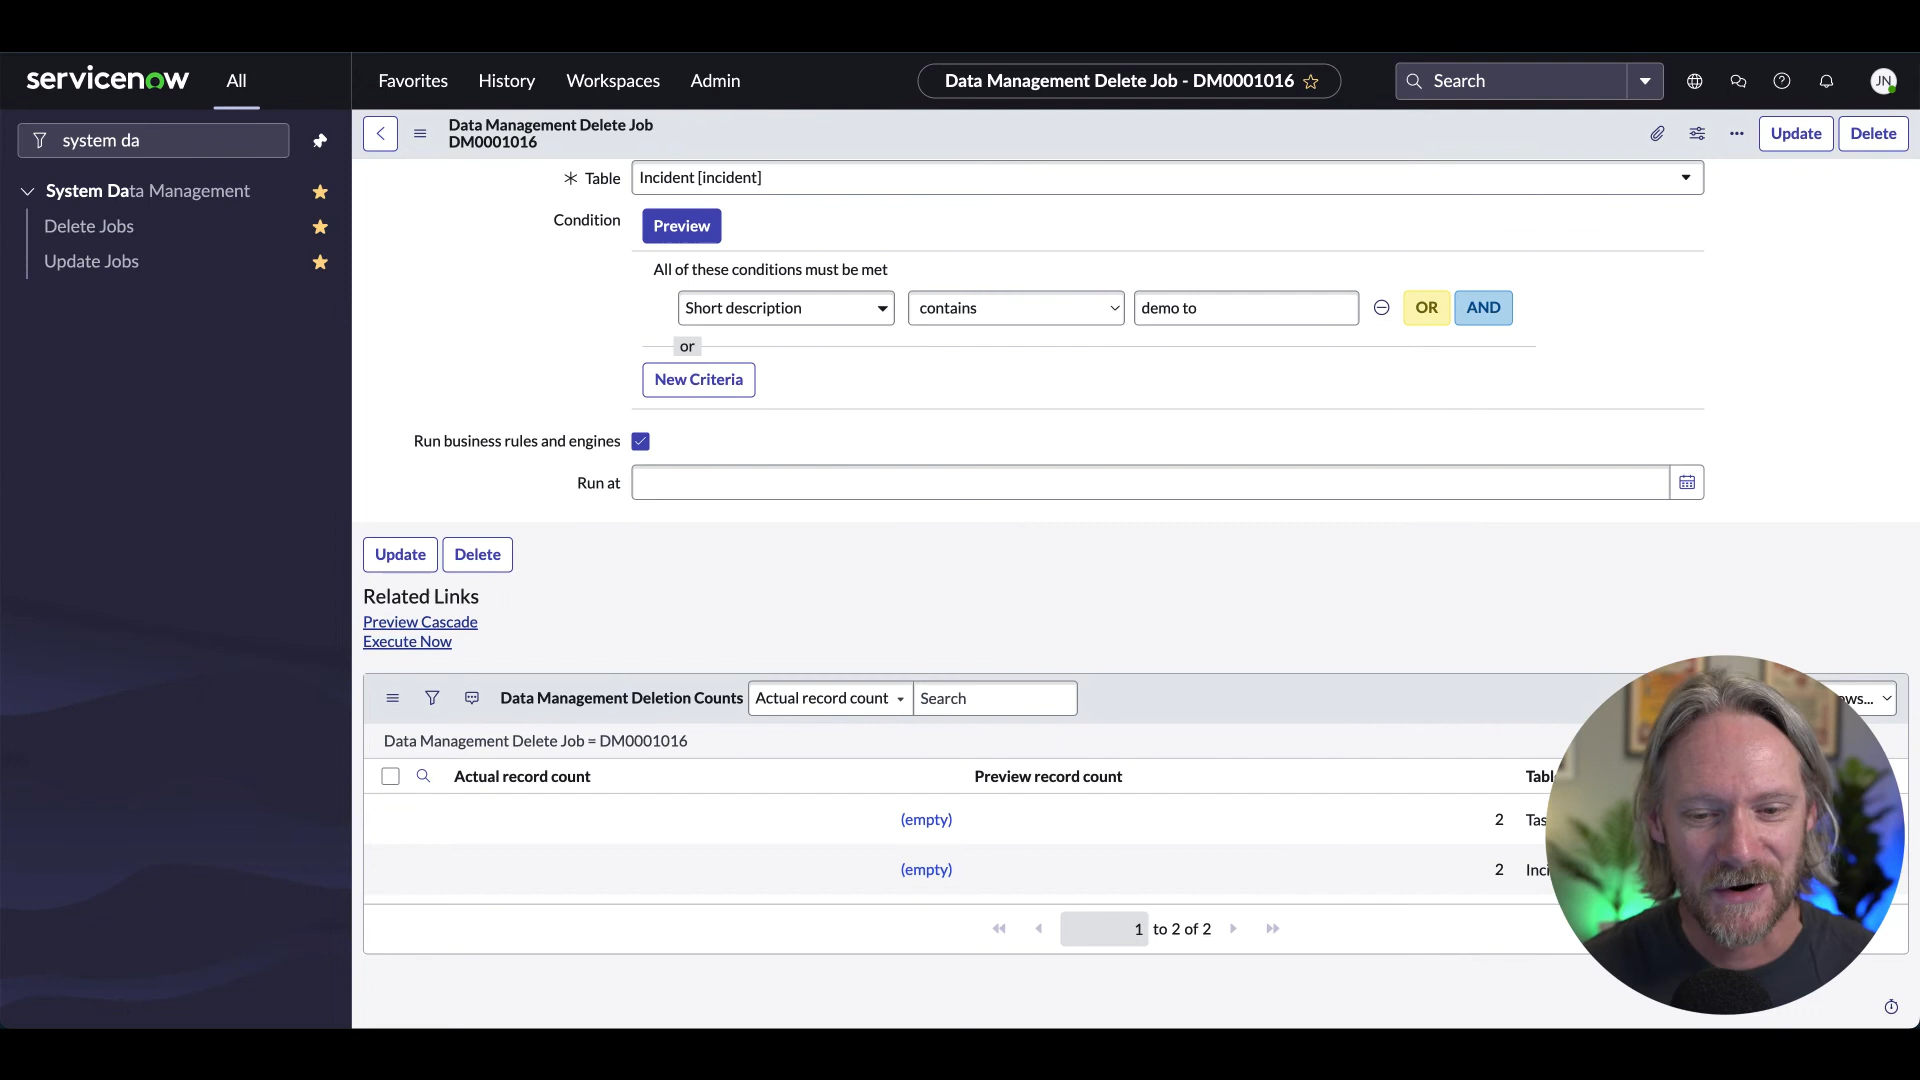 servicenow
All
Favorites
History
Workspaces
Admin
Data Management Delete Job - DM0001016
Search
JN
system da
System Data Management
Delete Jobs
Update Jobs
Data Management Delete Job
DM0001016
Update
Delete
Table
Incident [incident]
Condition
Preview
All of these conditions must be met
Short description
contains
demo to
OR
AND
or
New Criteria
Run business rules and engines
Run at
Update
Delete
Related Links
Preview Cascade
Execute Now
Data Management Deletion Counts
Actual record count
Search
Data Management Delete Job = DM0001016
Actual record count
Preview record count
(empty)
2
(empty)
2
1 to 2 of 2